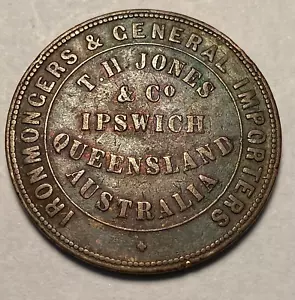 IRONMONGERS & GENERAL IMPORTERS
T. H. JONES
& CO
IPSWICH
QUEENSLAND
AUSTRALIA